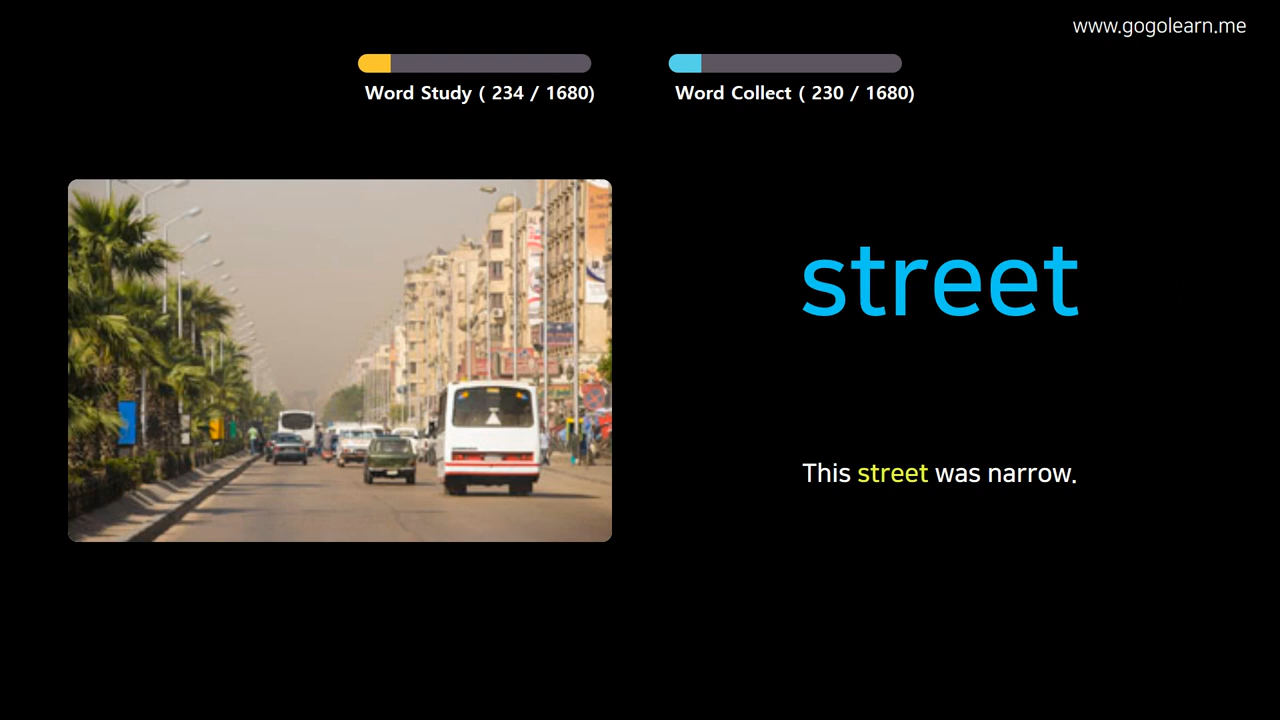 www.gogolearn.me
Word Study ( 234 / 1680)
Word Collect ( 230 / 1680)
street
This street was narrow.